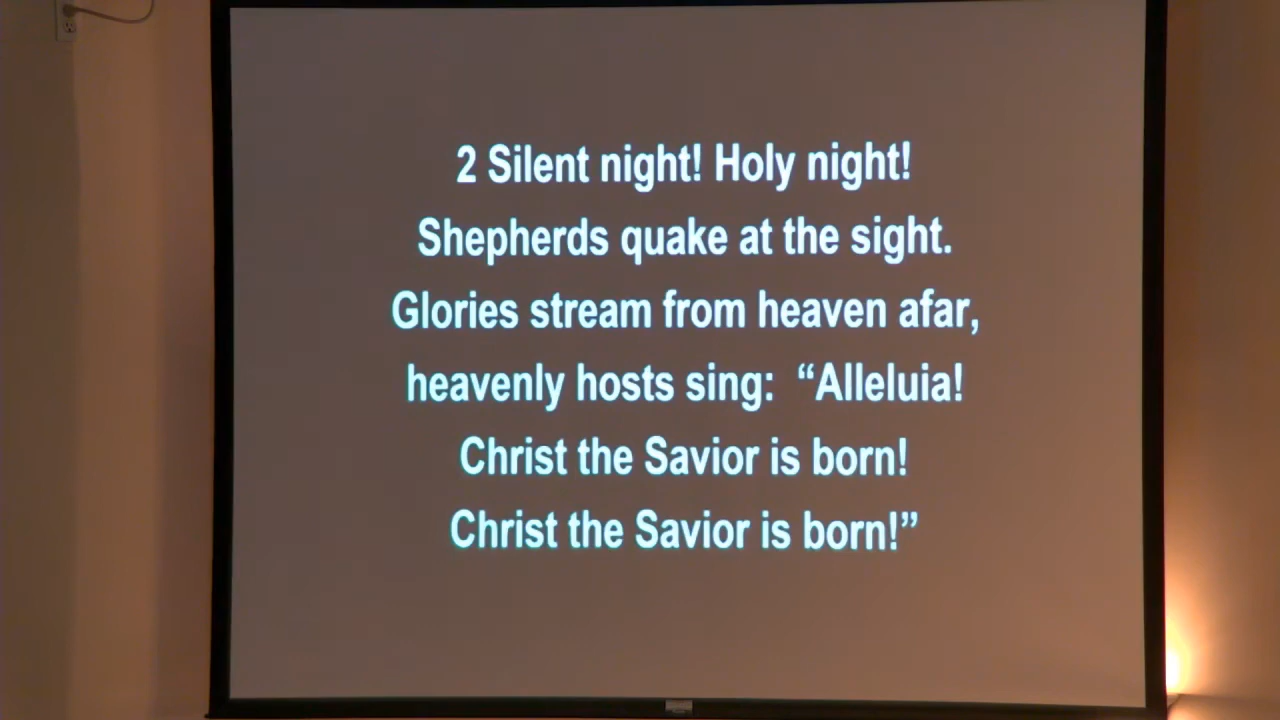 2 Silent night! Holy night!
Shepherds quake at the sight.
Glories stream from heaven afar,
heavenly hosts sing:  “Alleluia!
Christ the Savior is born!
Christ the Savior is born!”